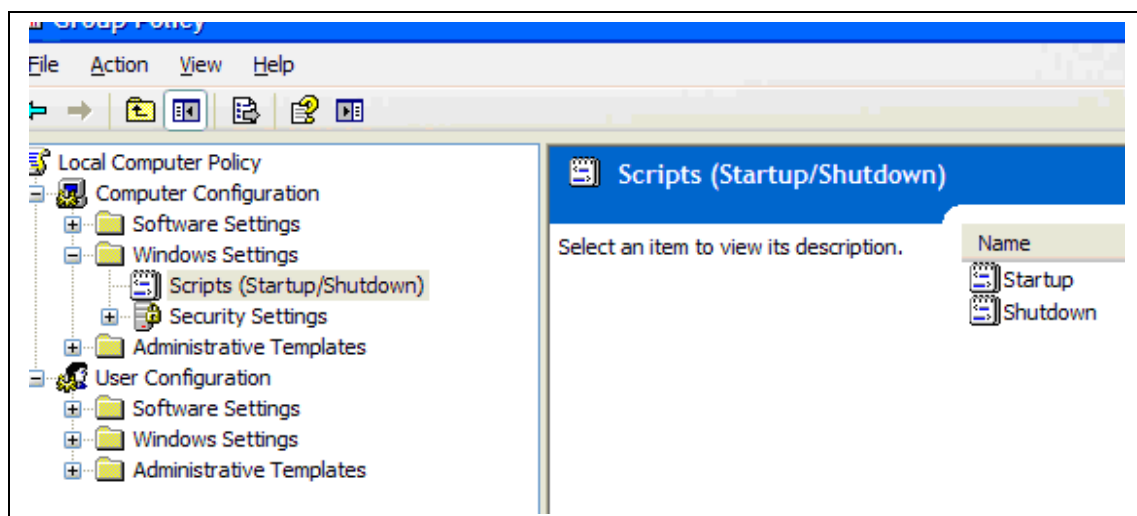 Group Policy
File Action View Help
Local Computer Policy
Computer Configuration
Software Settings
Windows Settings
Scripts (Startup/Shutdown)
Security Settings
Administrative Templates
User Configuration
Software Settings
Windows Settings
Administrative Templates
Scripts (Startup/Shutdown)
Select an item to view its description.
Name
Startup
Shutdown